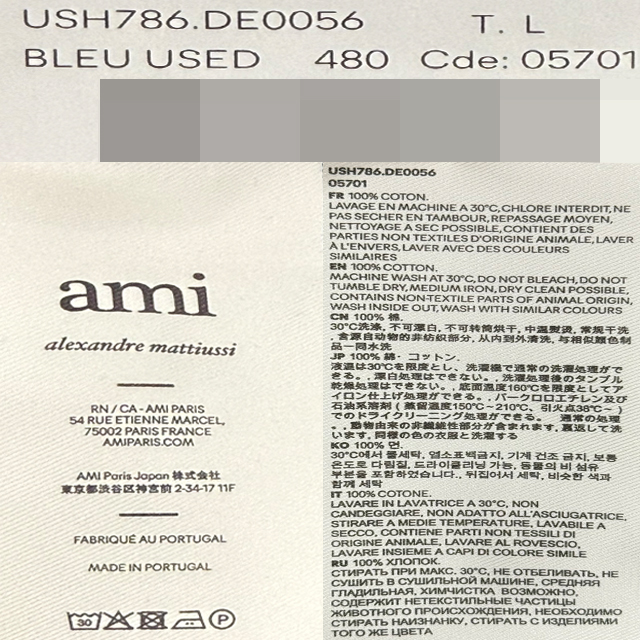 USH786.DE0056 T. L
BLEU USED 480 Cde: 05701
ami
alexandre mattiussi
RN / CA - AMI PARIS
54 RUE ETIENNE MARCEL,
75002 PARIS FRANCE
AMIPARIS.COM
AMI Paris Japan 株式会社
東京都渋谷区神宮前 2-34-17 11F
FABRIQUÉ AU PORTUGAL
MADE IN PORTUGAL
30
P
USH786.DE0056
05701
FR 100% COTON.
LAVAGE EN MACHINE A 30°C, CHLORE INTERDIT, NE
PAS SECHER EN TAMBOUR, REPASSAGE MOYEN,
NETTOYAGE A SEC POSSIBLE, CONTIENT DES
PARTIES NON TEXTILES D'ORIGINE ANIMALE, LAVER
À L'ENVERS, LAVER AVEC DES COULEURS
SIMILAIRES
EN 100% COTTON.
MACHINE WASH AT 30°C, DO NOT BLEACH, DO NOT
TUMBLE DRY, MEDIUM IRON, DRY CLEAN POSSIBLE,
CONTAINS NON-TEXTILE PARTS OF ANIMAL ORIGIN,
WASH INSIDE OUT, WASH WITH SIMILAR COLOURS
CN 100% 棉.
30°C洗涤, 不可漂白, 不可转筒烘干, 中温熨烫, 常规干洗
, 含源自动物的非纺织部分, 从内到外清洗, 与相似颜色制
品一同水洗
JP 100% 綿・コットン.
液温は30℃を限度とし、洗濯機で通常の洗濯処理がで
きる。, 漂白処理はできない。, 洗濯処理後のタンブル
乾燥処理はできない。, 底面温度160℃を限度としてア
イロン仕上げ処理ができる。, パークロロエチレン及び
石油系溶剤 ( 蒸留温度150℃～210℃、引火点38℃～ )
でのドライクリーニング処理ができる。 通常の処理
。, 動物由来の非繊維性部分が含まれます, 裏返して洗
います, 同様の色の衣服と洗濯する
KO 100% 면.
30°C에서 물세탁, 염소표백금지, 기계 건조 금지, 보통
온도로 다림질, 드라이클리닝 가능, 동물의 비 섬유
부분을 포함하였습니다., 뒤집어서 세탁, 비슷한 색과
함께 세탁
IT 100% COTONE.
LAVARE IN LAVATRICE A 30°C, NON
CANDEGGIARE, NON ADATTO ALL'ASCIUGATRICE,
STIRARE A MEDIE TEMPERATURE, LAVABILE A
SECCO, CONTIENE PARTI NON TESSILI DI
ORIGINE ANIMALE, LAVARE AL ROVESCIO,
LAVARE INSIEME A CAPI DI COLORE SIMILE
RU 100% ХЛОПОК.
СТИРАТЬ ПРИ МАКС. 30°C, НЕ ОТБЕЛИВАТЬ, НЕ
СУШИТЬ В СУШИЛЬНОЙ МАШИНЕ, СРЕДНЯЯ
ГЛАДИЛЬНАЯ, ХИМЧИСТКА ВОЗМОЖНО,
СОДЕРЖИТ НЕТЕКСТИЛЬНЫЕ ЧАСТИЦЫ
ЖИВОТНОГО ПРОИСХОЖДЕНИЯ, НЕОБХОДИМО
СТИРАТЬ НАИЗНАНКУ, СТИРАТЬ С ИЗДЕЛИЯМИ
ТОГО ЖЕ ЦВЕТА